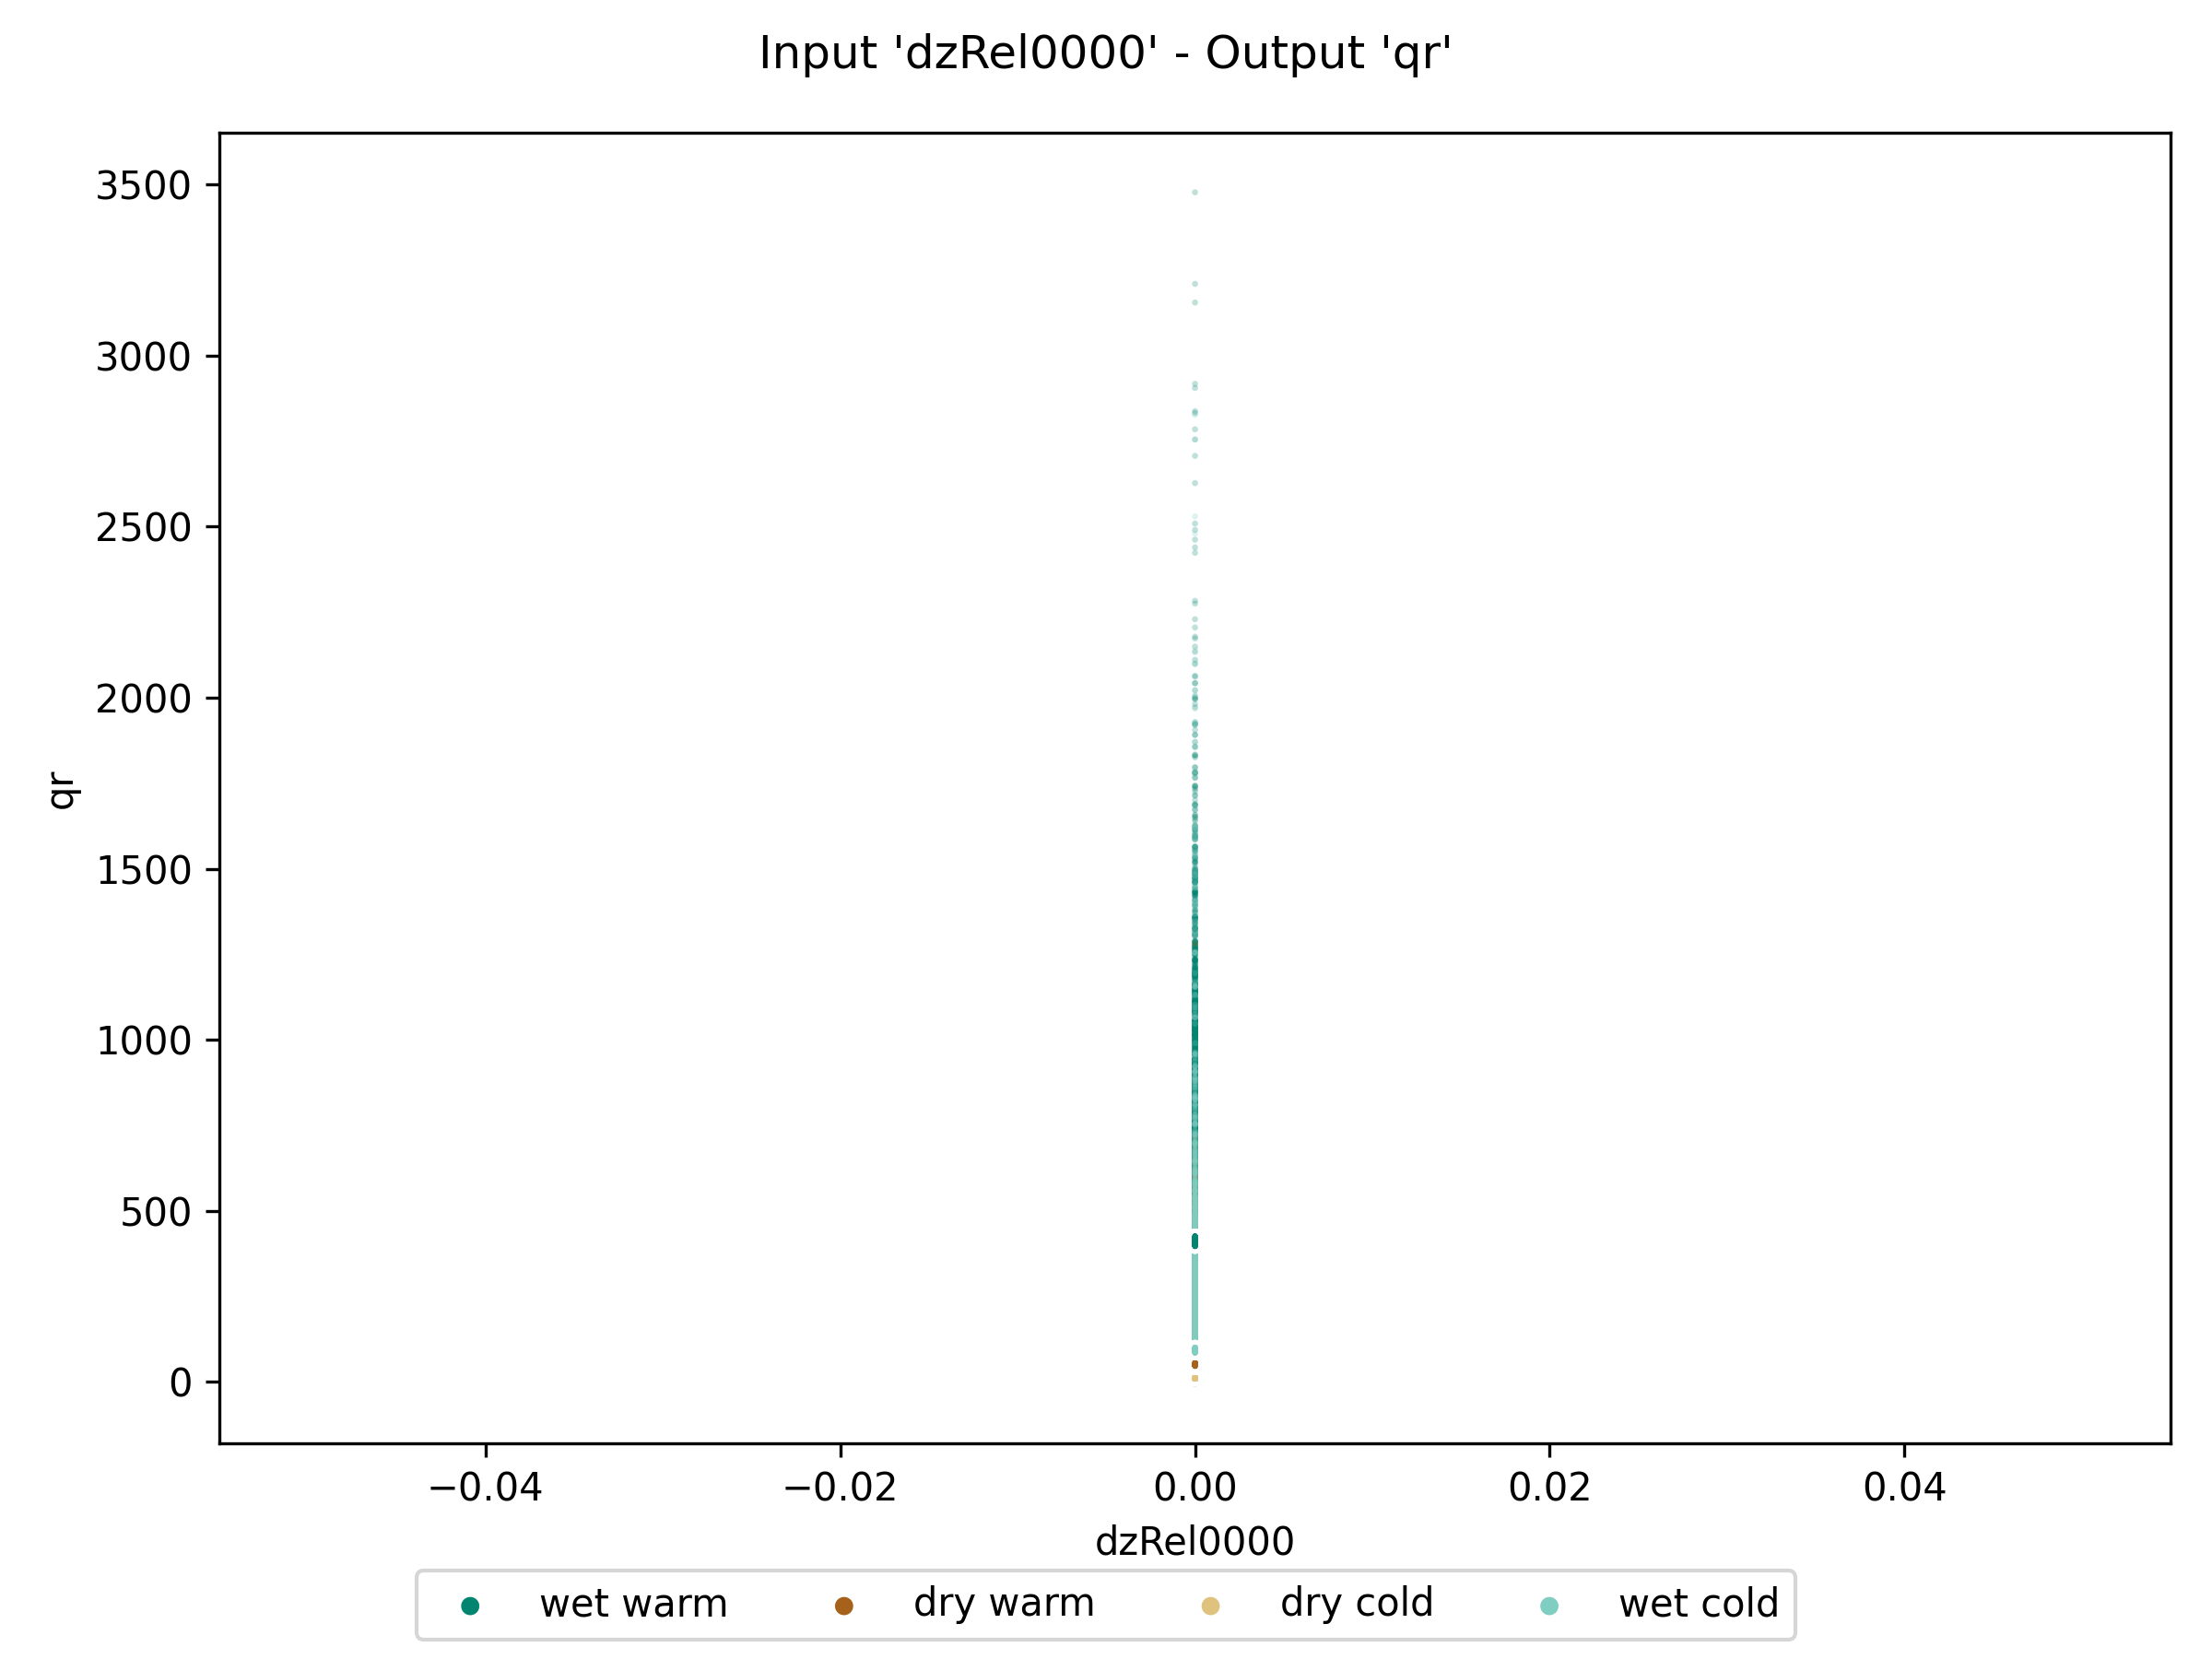 Input 'dzRel0000' - Output 'qr'
3500
3000
2500
2000
1500
1000
500
0
qr
−0.04 −0.02 0.00 0.02 0.04
dzRel0000
wet warm dry warm dry cold wet cold